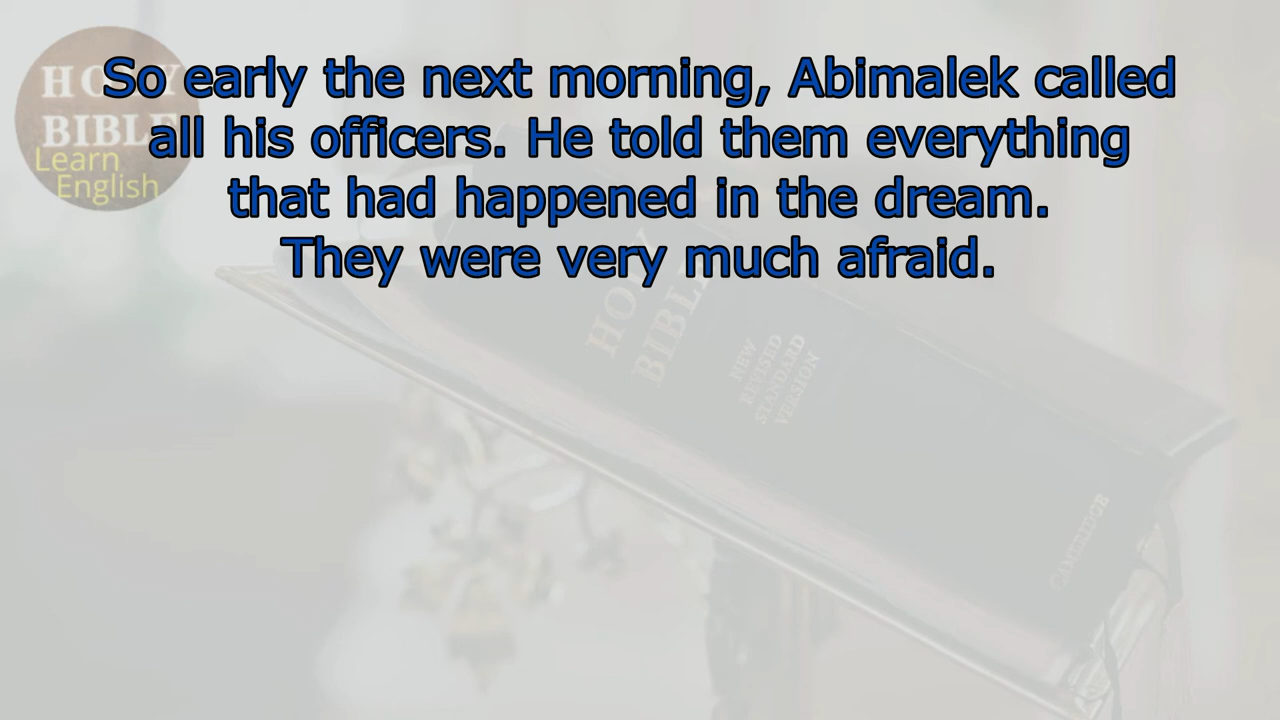 So early the next morning, Abimalek called
all his officers. He told them everything
that had happened in the dream.
They were very much afraid.
HOLY
BIBLE
Learn
English
HOLY
BIBLE
NEW
REVISED
STANDARD
VERSION
CAMBRIDGE